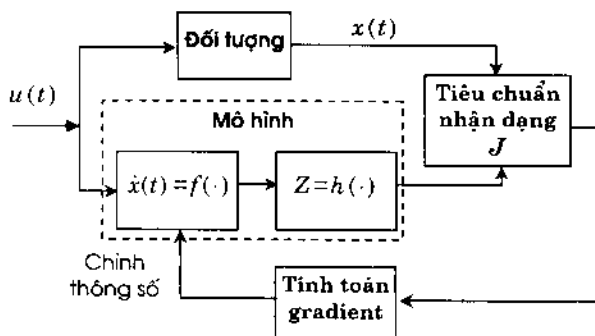 Đối tượng
x(t)
u(t)
Mô hình
Tiêu chuẩn
nhận dạng
J
ẋ(t) = f(·)
Z = h(·)
Chỉnh
thông số
Tính toán
gradient